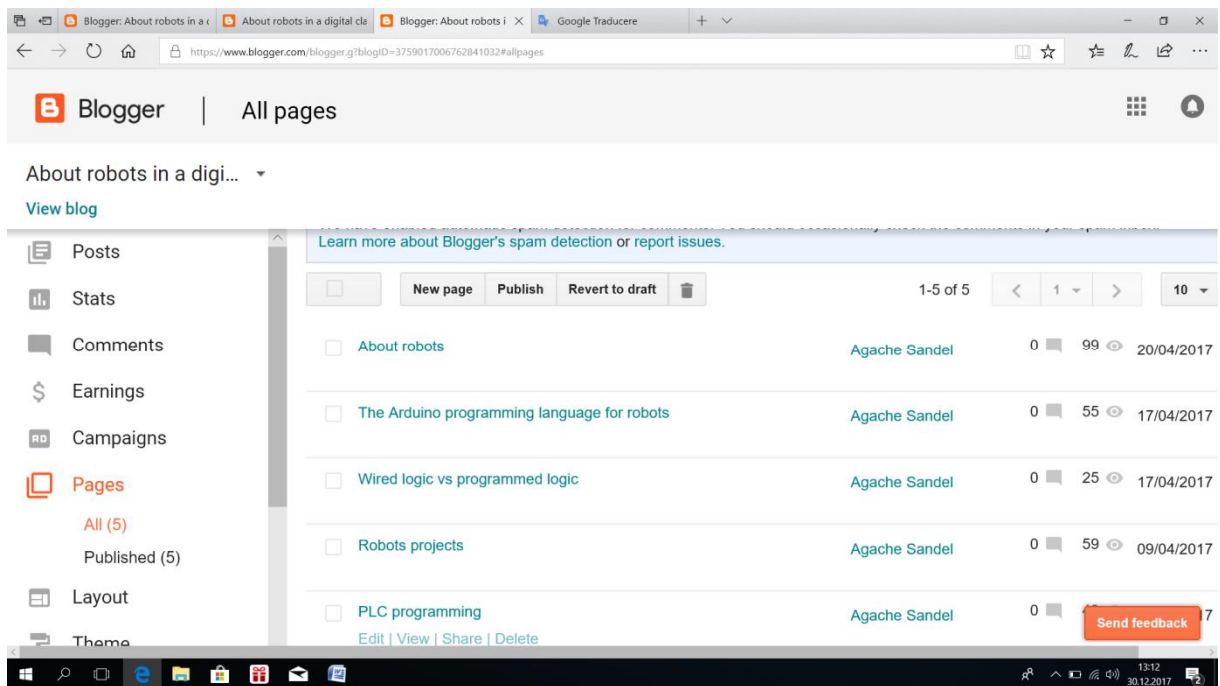 Blogger: About robots in a c
About robots in a digital cla
Blogger: About robots i
Google Traducere
https://www.blogger.com/blogger.g?blogID=3759017006762841032#allpages
Blogger | All pages
About robots in a digi...
View blog
Learn more about Blogger's spam detection or report issues.
Posts
Stats
Comments
Earnings
Campaigns
Pages
All (5)
Published (5)
Layout
Theme
New page Publish Revert to draft 1-5 of 5 1 10
About robots Agache Sandel 0 99 20/04/2017
The Arduino programming language for robots Agache Sandel 0 55 17/04/2017
Wired logic vs programmed logic Agache Sandel 0 25 17/04/2017
Robots projects Agache Sandel 0 59 09/04/2017
PLC programming Agache Sandel 0
Edit | View | Share | Delete
Send feedback
13:12
30.12.2017